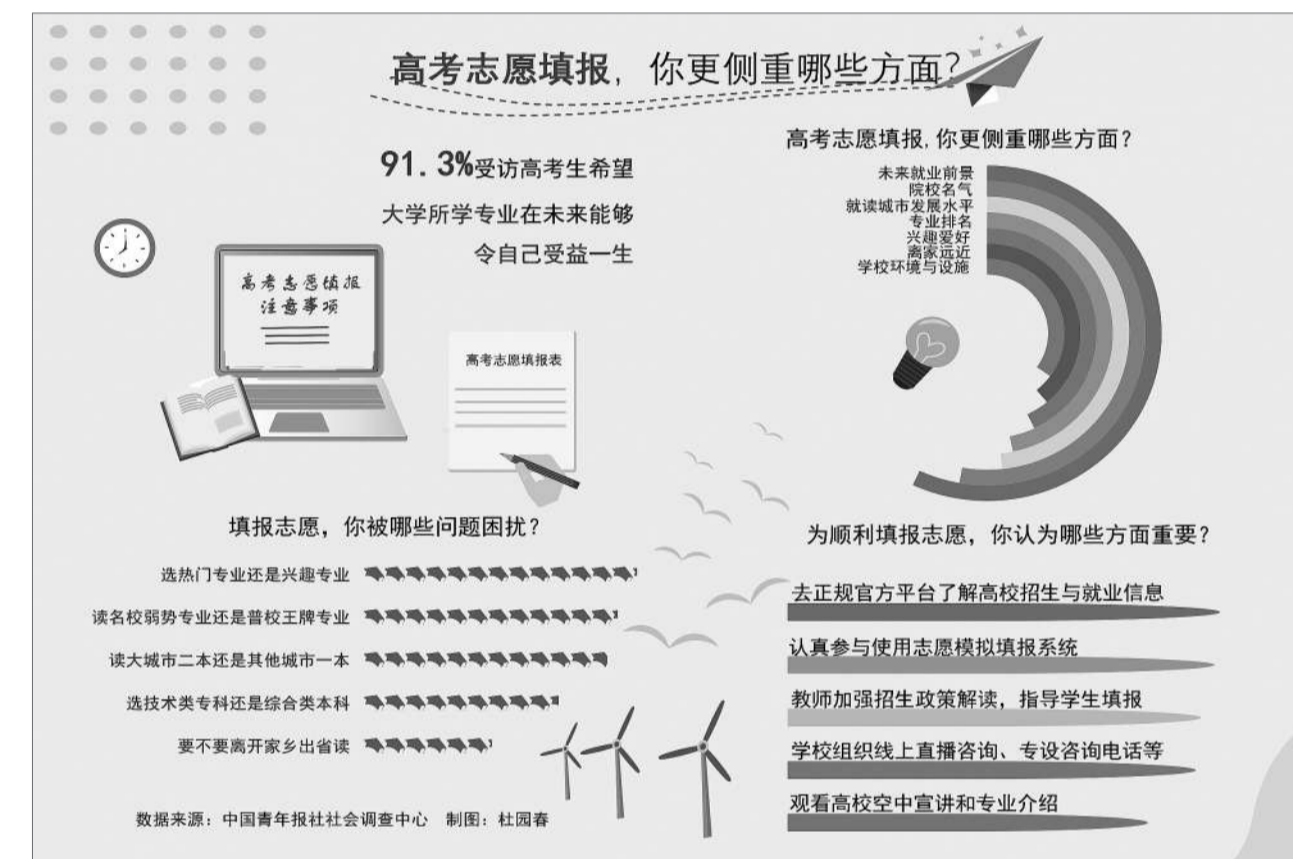 高考志愿填报，你更侧重哪些方面？
91.3%受访高考生希望
大学所学专业在未来能够
令自己受益一生
高考志愿填报
注意事项
高考志愿填报表
高考志愿填报，你更侧重哪些方面？
未来就业前景
院校名气
就读城市发展水平
专业排名
兴趣爱好
离家远近
学校环境与设施
填报志愿，你被哪些问题困扰？
选热门专业还是兴趣专业
读名校弱势专业还是普校王牌专业
读大城市二本还是其他城市一本
选技术类专科还是综合类本科
要不要离开家乡出省读
为顺利填报志愿，你认为哪些方面重要？
去正规官方平台了解高校招生与就业信息
认真参与使用志愿模拟填报系统
教师加强招生政策解读，指导学生填报
学校组织线上直播咨询、专设咨询电话等
观看高校空中宣讲和专业介绍
数据来源：中国青年报社社会调查中心 制图：杜园春